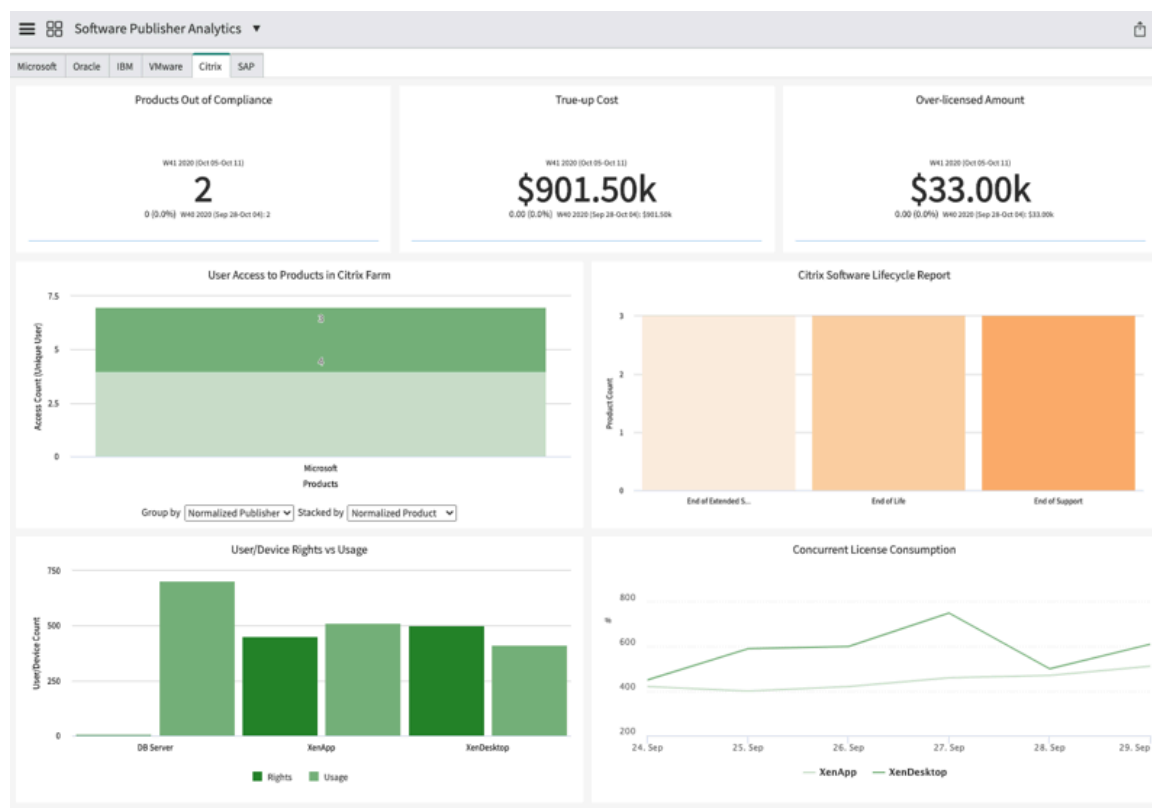 Software Publisher Analytics ▼
Microsoft Oracle IBM VMware Citrix SAP
Products Out of Compliance
W41 2020 (Oct 05-Oct 11)
2
0 (0.0%) W40 2020 (Sep 28-Oct 04): 2
True-up Cost
W41 2020 (Oct 05-Oct 11)
$901.50k
0.00 (0.0%) W40 2020 (Sep 28-Oct 04): $901.50k
Over-licensed Amount
W41 2020 (Oct 05-Oct 11)
$33.00k
0.00 (0.0%) W40 2020 (Sep 28-Oct 04): $33.00k
User Access to Products in Citrix Farm
Access Count (Unique User)
7.5
5
2.5
0
3
4
Microsoft
Products
Group by Normalized Publisher Stacked by Normalized Product
Citrix Software Lifecycle Report
Product Count
3
2
1
0
End of Extended S... End of Life End of Support
User/Device Rights vs Usage
User/Device Count
750
500
250
0
DB Server XenApp XenDesktop
Rights Usage
Concurrent License Consumption
#
800
600
400
200
24. Sep 25. Sep 26. Sep 27. Sep 28. Sep 29. Sep
XenApp XenDesktop